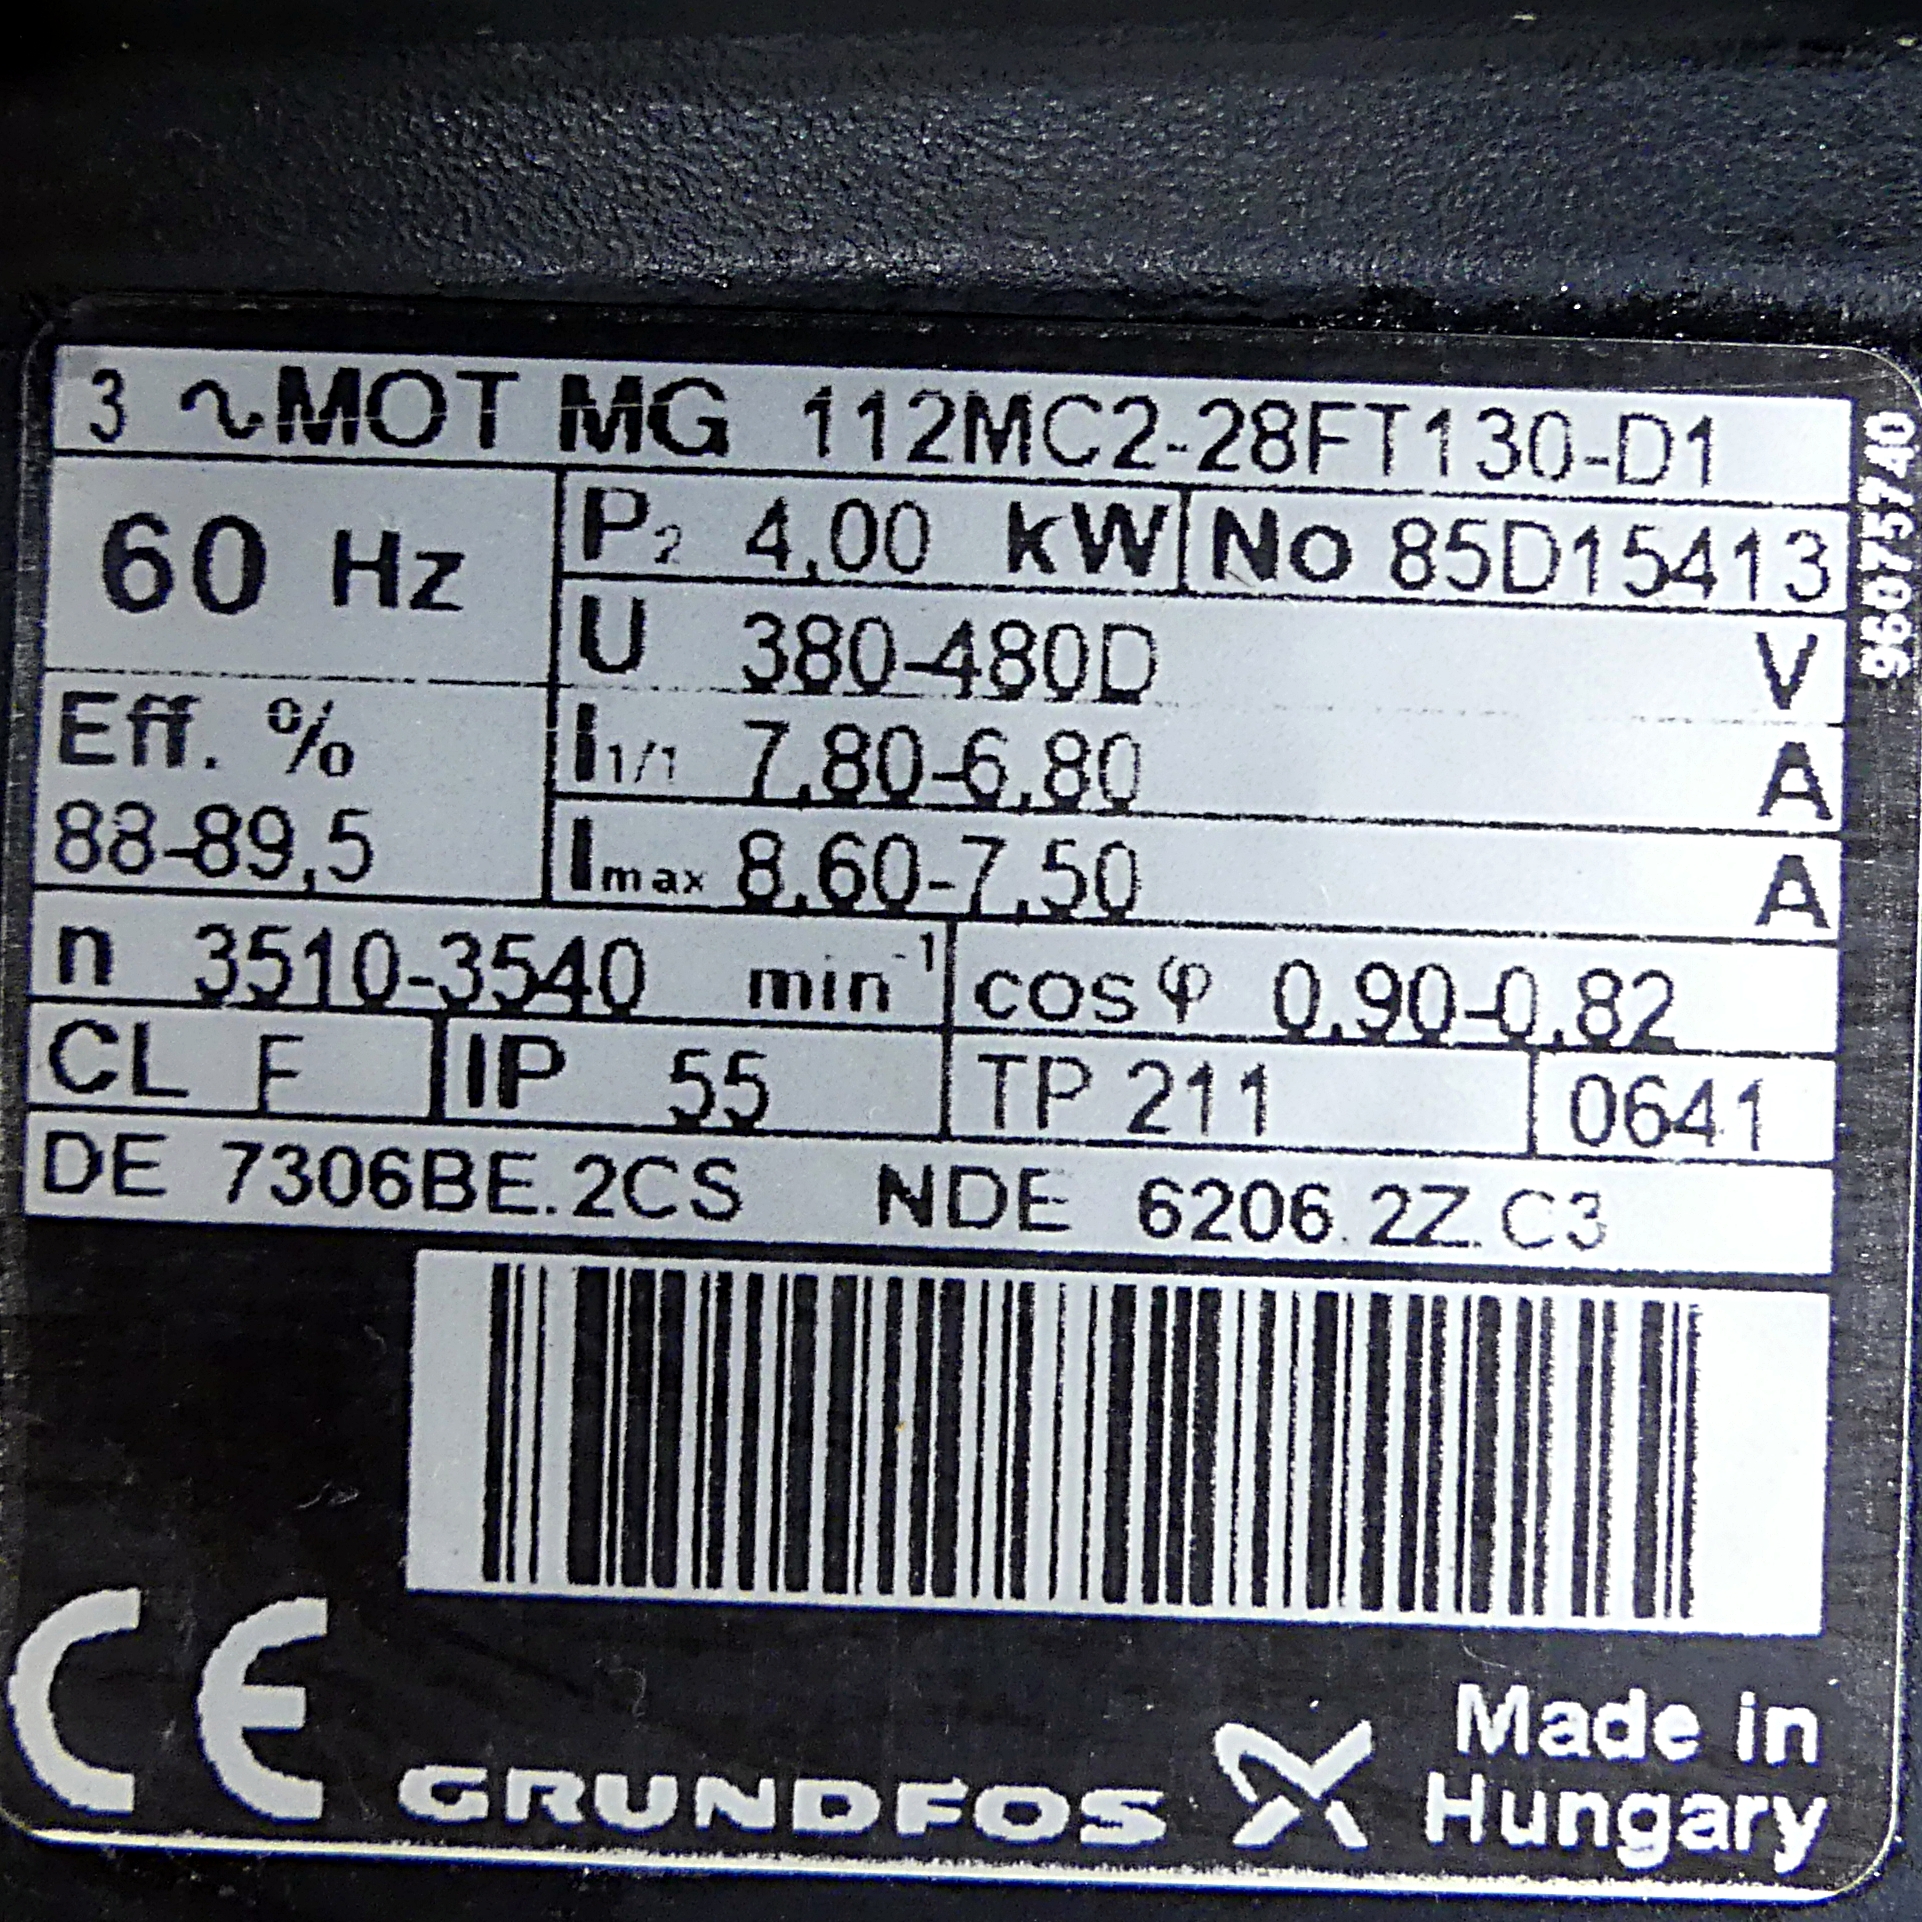 3 ∿ MOT MG 112MC2-28FT130-D1
60 Hz
P2 4,00 kW No 85D15413
U 380-480D V
Eff. %
I1/1 7,80-6,80 A
88-89,5
Imax 8,60-7,50 A
n 3510-3540 min-1 cos φ 0,90-0,82
CL F IP 55 TP 211 0641
DE 7306BE.2CS NDE 6206.2Z.C3
96075740
CE
GRUNDFOS
Made in
Hungary